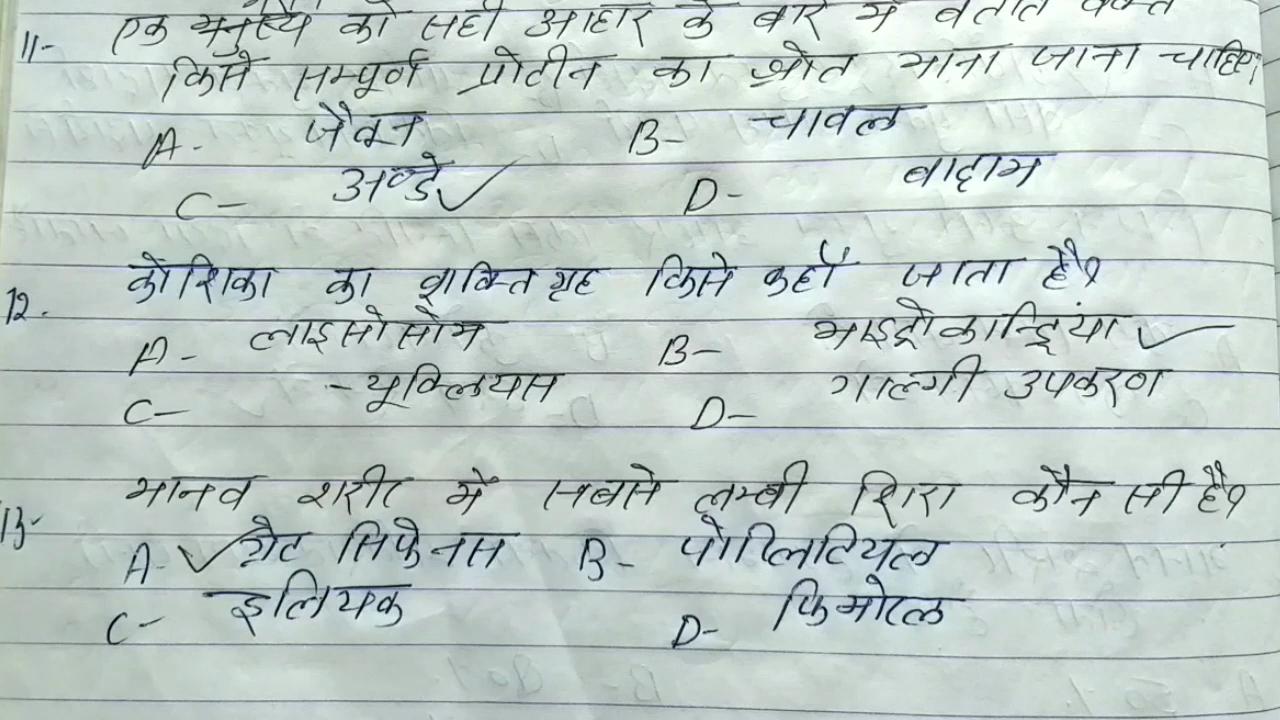 11- एक मनुष्य को सही आहार के बारे में बताते वक्त
किसे सम्पूर्ण प्रोटीन का श्रोत माना जाना चाहिए
A- जैतून B- चावल
C- अण्डे ✓ D- बादाम
12. कोशिका का शक्ति ग्रह किसे कहाँ जाता है?
A- लाइसोसोम B- माइटोकान्ड्रिंया ✓
C- न्यूक्लियस D- गाल्गी उपकरण
13- मानव शरीर में सबसे लम्बी शिरा कौन सी है?
A- ✓ ग्रेट सिफेनस B- पोप्लिटियल
C- इलियक D- फिमोरल